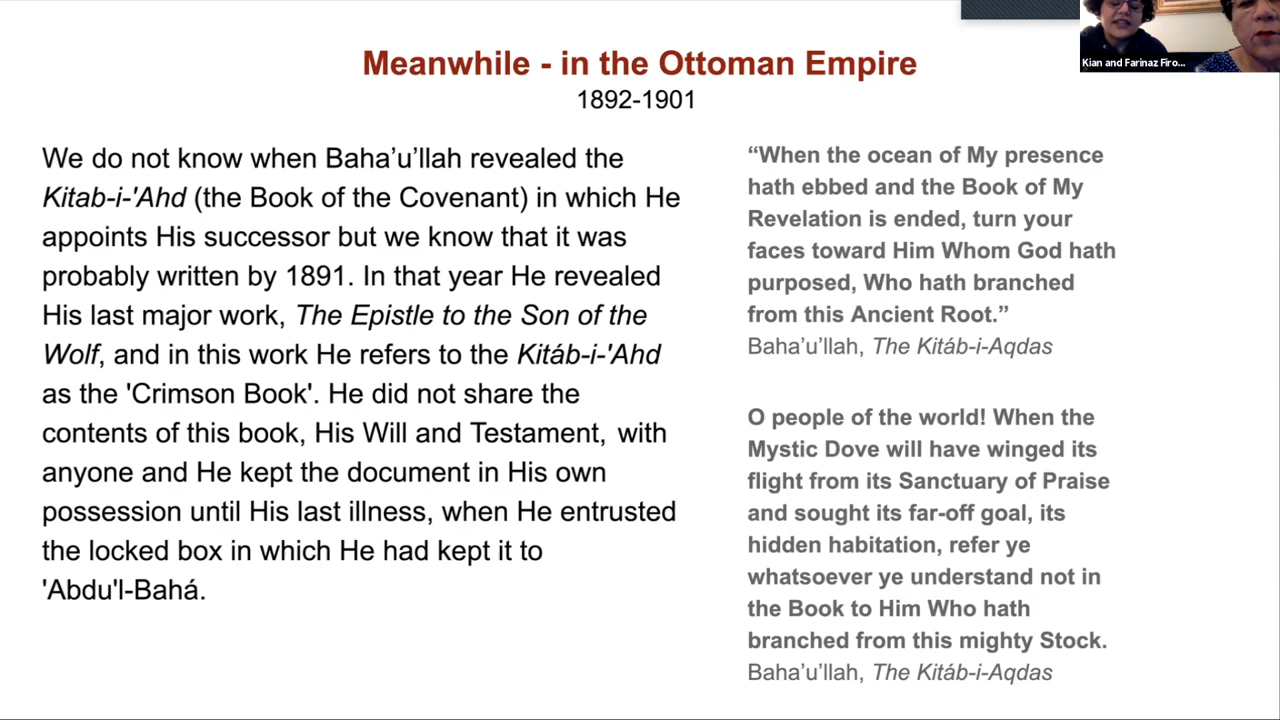 Meanwhile - in the Ottoman Empire
1892-1901
We do not know when Baha’u’llah revealed the
Kitab-i-'Ahd (the Book of the Covenant) in which He
appoints His successor but we know that it was
probably written by 1891. In that year He revealed
His last major work, The Epistle to the Son of the
Wolf, and in this work He refers to the Kitáb-i-'Ahd
as the 'Crimson Book'. He did not share the
contents of this book, His Will and Testament, with
anyone and He kept the document in His own
possession until His last illness, when He entrusted
the locked box in which He had kept it to
'Abdu'l-Bahá.
“When the ocean of My presence
hath ebbed and the Book of My
Revelation is ended, turn your
faces toward Him Whom God hath
purposed, Who hath branched
from this Ancient Root.”
Baha’u’llah, The Kitáb-i-Aqdas
O people of the world! When the
Mystic Dove will have winged its
flight from its Sanctuary of Praise
and sought its far-off goal, its
hidden habitation, refer ye
whatsoever ye understand not in
the Book to Him Who hath
branched from this mighty Stock.
Baha’u’llah, The Kitáb-i-Aqdas
Kian and Farinaz Firo...